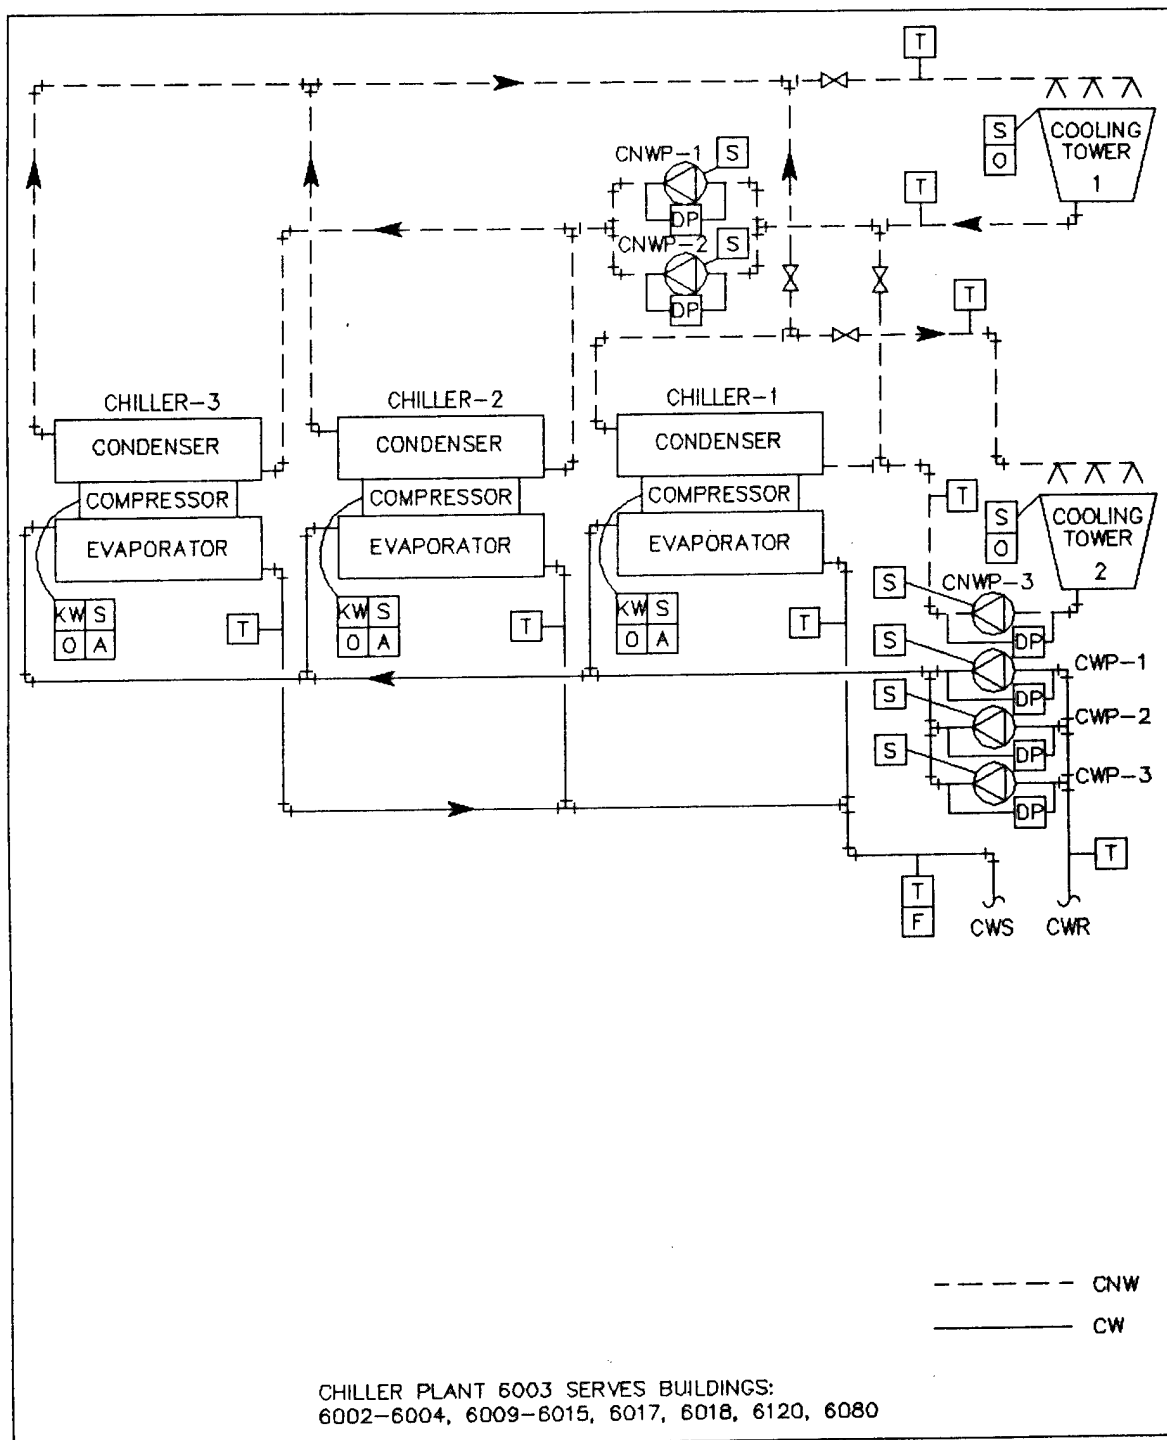 T
S
O
COOLING
TOWER
1
CNWP-1
S
DP
T
CNWP-2
S
DP
T
CHILLER-3
CHILLER-2
CHILLER-1
CONDENSER
CONDENSER
CONDENSER
COMPRESSOR
COMPRESSOR
COMPRESSOR
EVAPORATOR
EVAPORATOR
EVAPORATOR
T
S
O
COOLING
TOWER
2
KW S
O A
T
KW S
O A
T
KW S
O A
T
S
CNWP-3
DP
S
CWP-1
DP
S
CWP-2
DP
S
CWP-3
DP
T
T
F
CWS
CWR
CNW
CW
CHILLER PLANT 6003 SERVES BUILDINGS:
6002-6004, 6009-6015, 6017, 6018, 6120, 6080